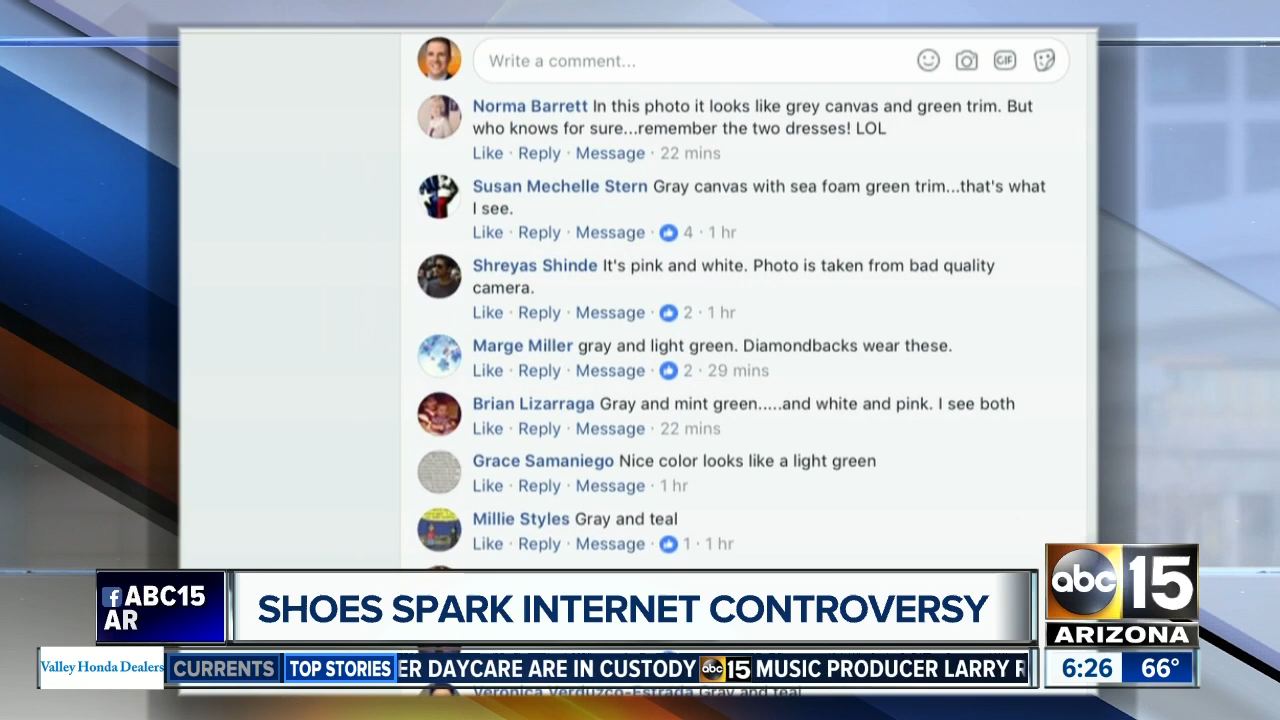 Write a comment...
GIF
Norma Barrett In this photo it looks like grey canvas and green trim. But
who knows for sure...remember the two dresses! LOL
Like · Reply · Message · 22 mins
Susan Mechelle Stern Gray canvas with sea foam green trim...that's what
I see.
Like · Reply · Message · 4 · 1 hr
Shreyas Shinde It's pink and white. Photo is taken from bad quality
camera.
Like · Reply · Message · 2 · 1 hr
Marge Miller gray and light green. Diamondbacks wear these.
Like · Reply · Message · 2 · 29 mins
Brian Lizarraga Gray and mint green.....and white and pink. I see both
Like · Reply · Message · 22 mins
Grace Samaniego Nice color looks like a light green
Like · Reply · Message · 1 hr
Millie Styles Gray and teal
Like · Reply · Message · 1 · 1 hr
f ABC15
AR
SHOES SPARK INTERNET CONTROVERSY
abc 15
ARIZONA
Valley Honda Dealers
CURRENTS
TOP STORIES
ER DAYCARE ARE IN CUSTODY abc 15 MUSIC PRODUCER LARRY R
6:26 66°
Veronica Verduzco-Estrada Gray and teal